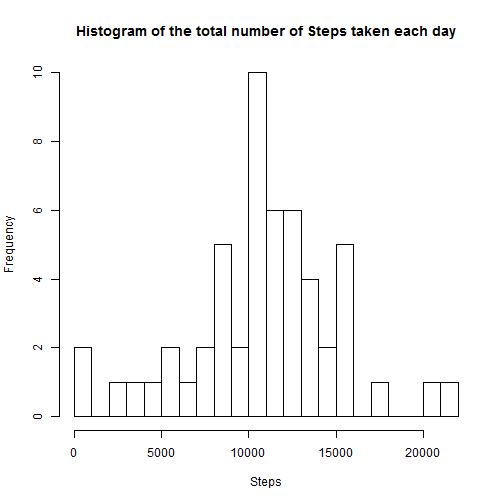 Histogram of the total number of Steps taken each day
Frequency
10
8
6
4
2
0
0 5000 10000 15000 20000
Steps